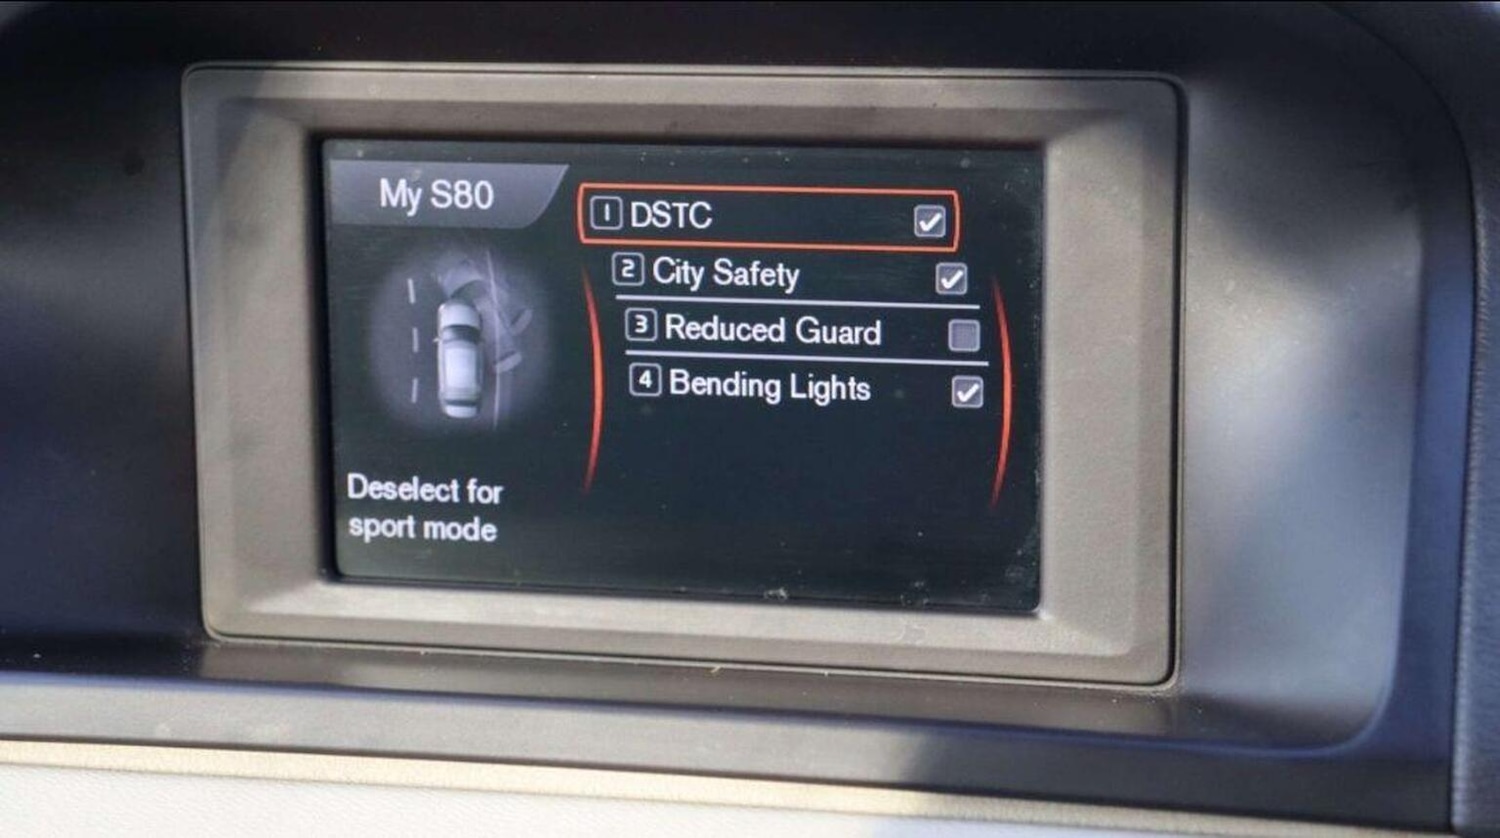 My S80
1 DSTC
2 City Safety
3 Reduced Guard
4 Bending Lights
Deselect for
sport mode